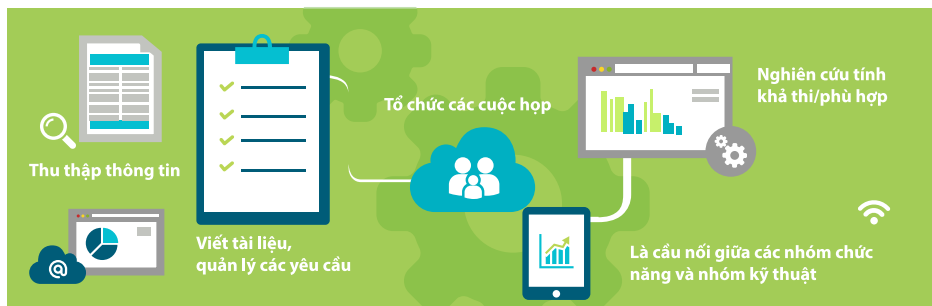 Thu thập thông tin
Viết tài liệu,
quản lý các yêu cầu
Tổ chức các cuộc họp
Nghiên cứu tính
khả thi/phù hợp
Là cầu nối giữa các nhóm chức
năng và nhóm kỹ thuật
@